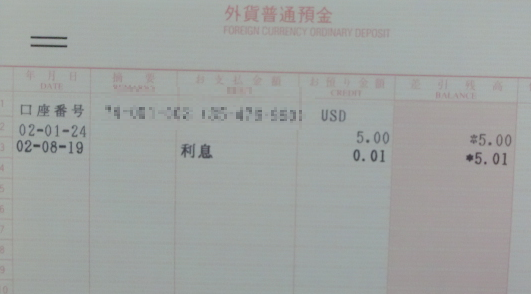 外貨普通預金
FOREIGN CURRENCY ORDINARY DEPOSIT
年月日 摘要 お支払金額 お預り金額 差引残高
DATE DEBIT CREDIT BALANCE
1 口座番号 USD
2 02-01-24 5.00 *5.00
3 02-08-19 利息 0.01 *5.01
4
5
6
7
8
9
10